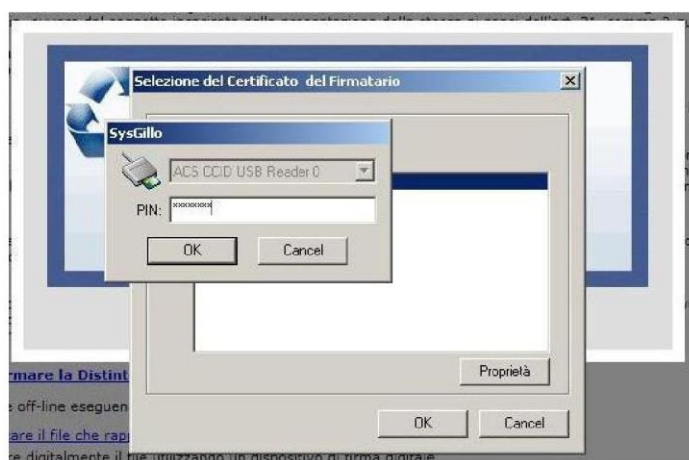 Selezione del Certificato del Firmatario
SysGillo
ACS CCID USB Reader 0
PIN: ********
OK Cancel
Proprietà
OK Cancel
rmare la Distint
off-line eseguen
are il file che rap
re digitalmente il file utilizzando un dispositivo di firma digitale